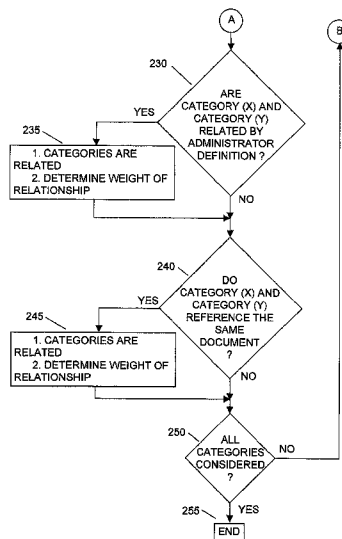 A
B
230
ARE
CATEGORY (X) AND
CATEGORY (Y)
RELATED BY
ADMINISTRATOR
DEFINITION ?
YES
235
1. CATEGORIES ARE
RELATED
2. DETERMINE WEIGHT OF
RELATIONSHIP
NO
240
DO
CATEGORY (X) AND
CATEGORY (Y)
REFERENCE THE
SAME
DOCUMENT
?
YES
245
1. CATEGORIES ARE
RELATED
2. DETERMINE WEIGHT OF
RELATIONSHIP
NO
250
ALL
CATEGORIES
CONSIDERED
?
NO
YES
255
END